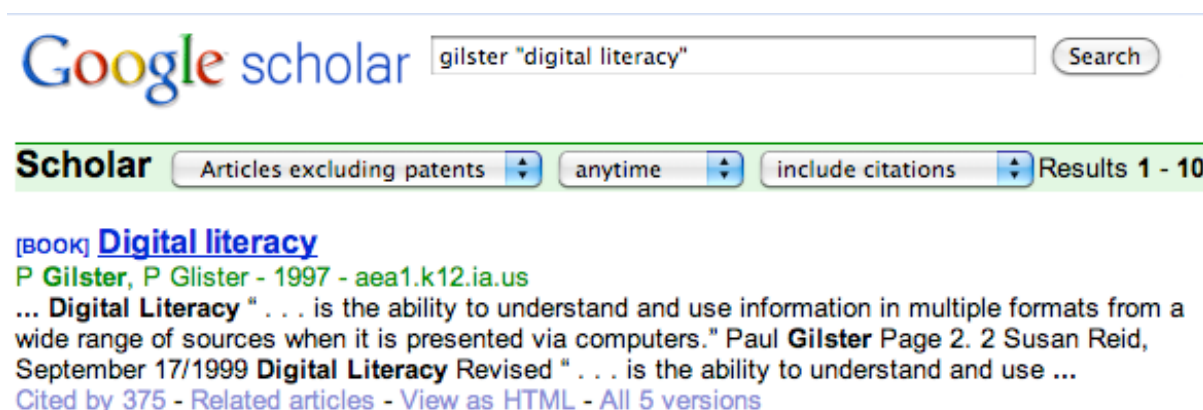 Google scholar gilster "digital literacy" Search
Scholar Articles excluding patents anytime include citations Results 1 - 10
[BOOK] Digital literacy
P Gilster, P Glister - 1997 - aea1.k12.ia.us
... Digital Literacy “ . . . is the ability to understand and use information in multiple formats from a
wide range of sources when it is presented via computers.” Paul Gilster Page 2. 2 Susan Reid,
September 17/1999 Digital Literacy Revised “ . . . is the ability to understand and use ...
Cited by 375 - Related articles - View as HTML - All 5 versions